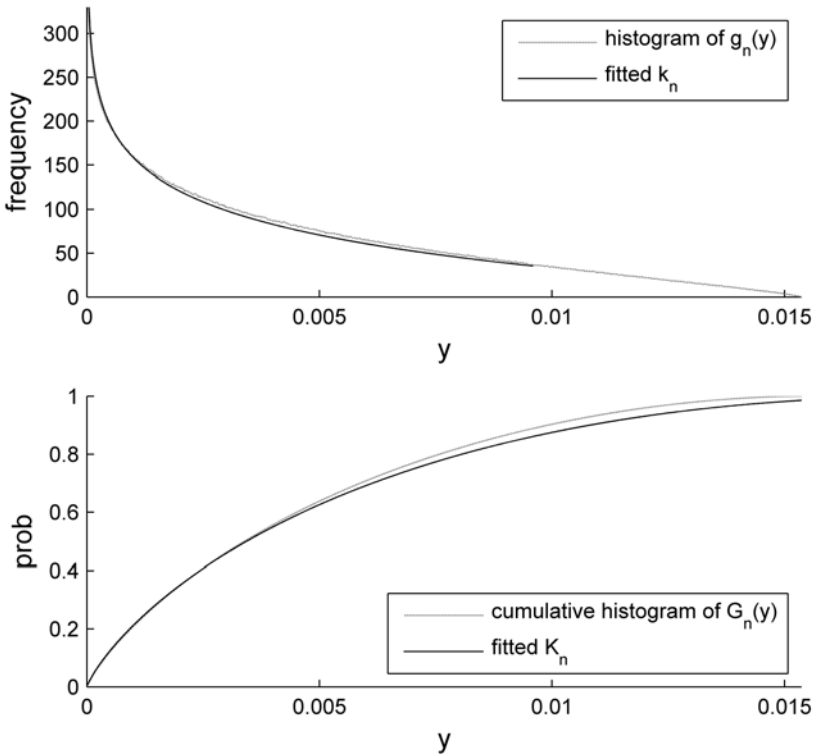 300
250
200
150
100
50
0
frequency
histogram of g_n(y)
fitted k_n
0
0.005
0.01
0.015
y
1
0.8
0.6
0.4
0.2
0
prob
cumulative histogram of G_n(y)
fitted K_n
0
0.005
0.01
0.015
y